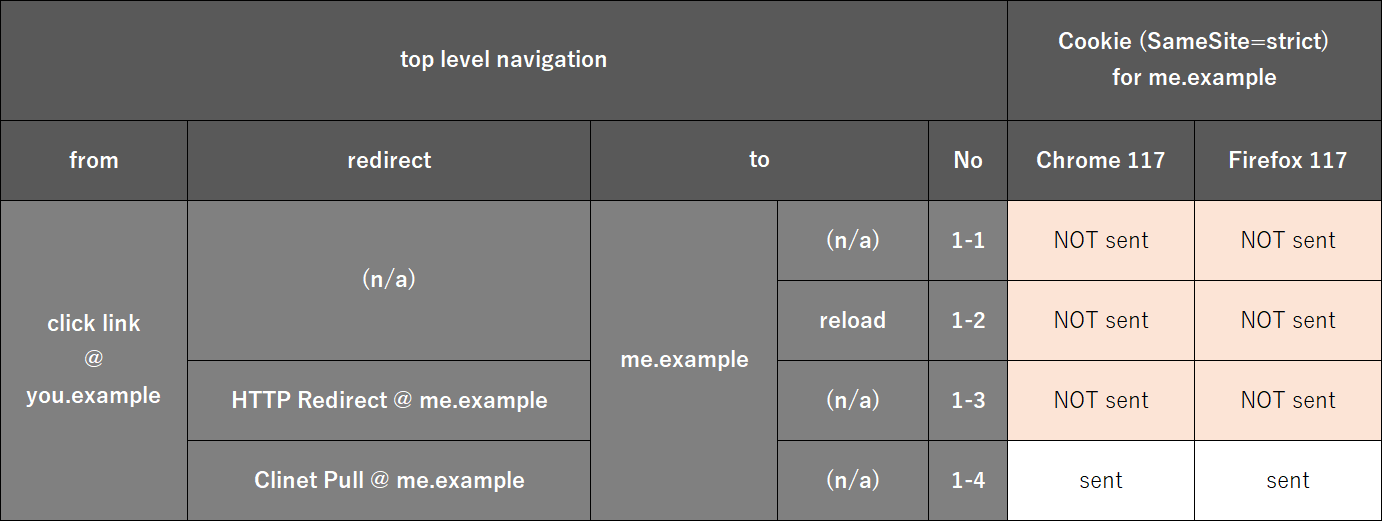 top level navigation
Cookie (SameSite=strict)
for me.example
from
redirect
to
No
Chrome 117
Firefox 117
click link
@
you.example
(n/a)
me.example
(n/a)
1-1
NOT sent
NOT sent
reload
1-2
NOT sent
NOT sent
HTTP Redirect @ me.example
(n/a)
1-3
NOT sent
NOT sent
Clinet Pull @ me.example
(n/a)
1-4
sent
sent